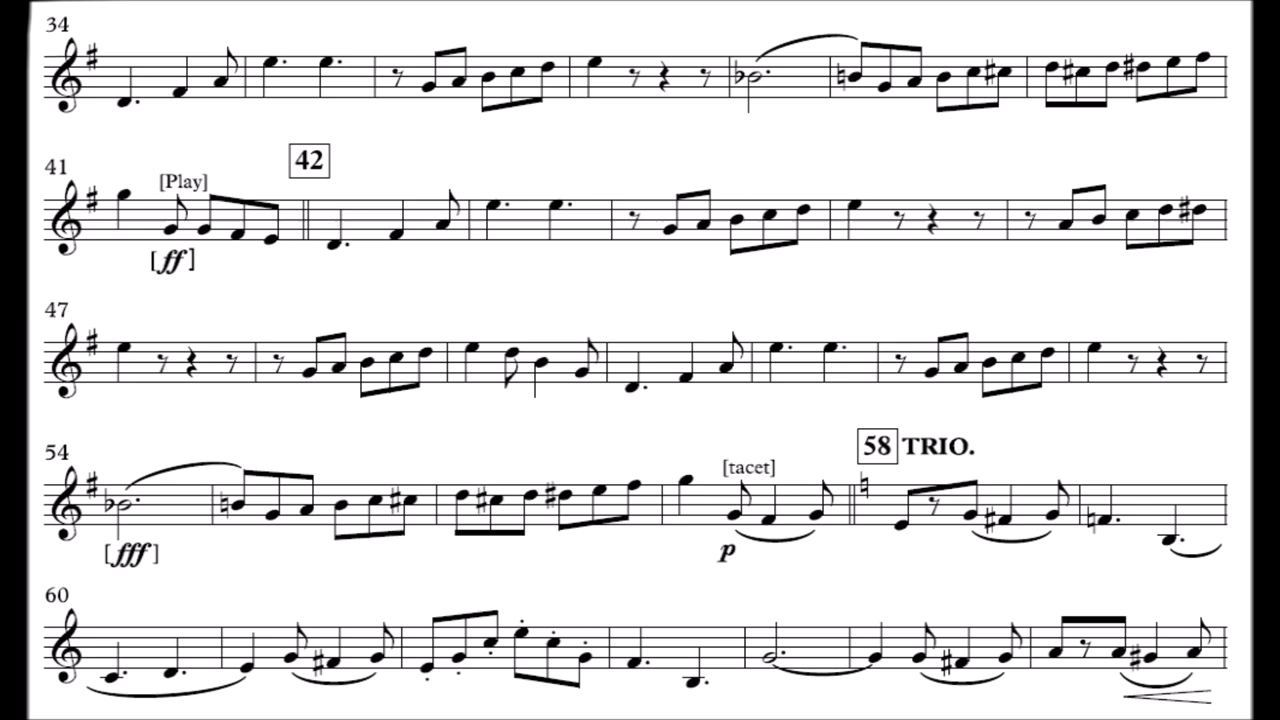 34
41
[Play]
42
[ff]
47
54
[tacet]
58 TRIO.
[fff]
p
60